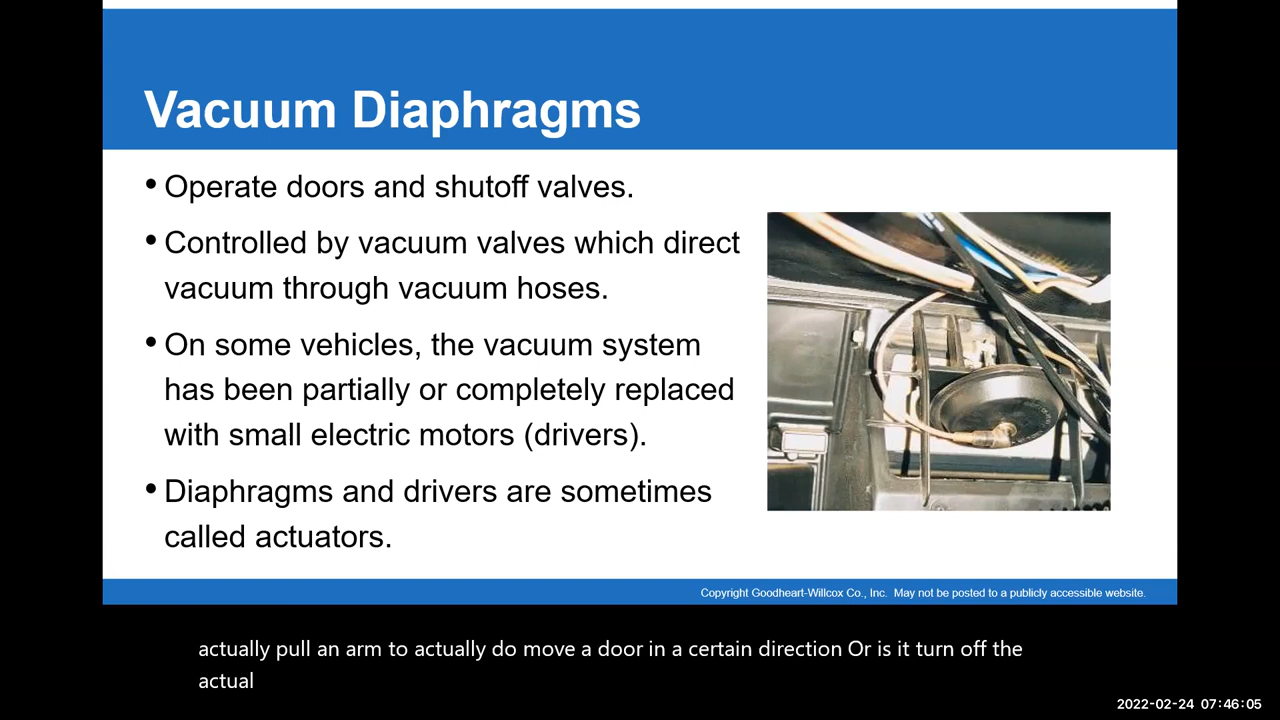 Vacuum Diaphragms
• Operate doors and shutoff valves.
• Controlled by vacuum valves which direct
vacuum through vacuum hoses.
• On some vehicles, the vacuum system
has been partially or completely replaced
with small electric motors (drivers).
• Diaphragms and drivers are sometimes
called actuators.
Copyright Goodheart-Willcox Co., Inc.  May not be posted to a publicly accessible website.
actually pull an arm to actually do move a door in a certain direction Or is it turn off the
actual
2022-02-24 07:46:05